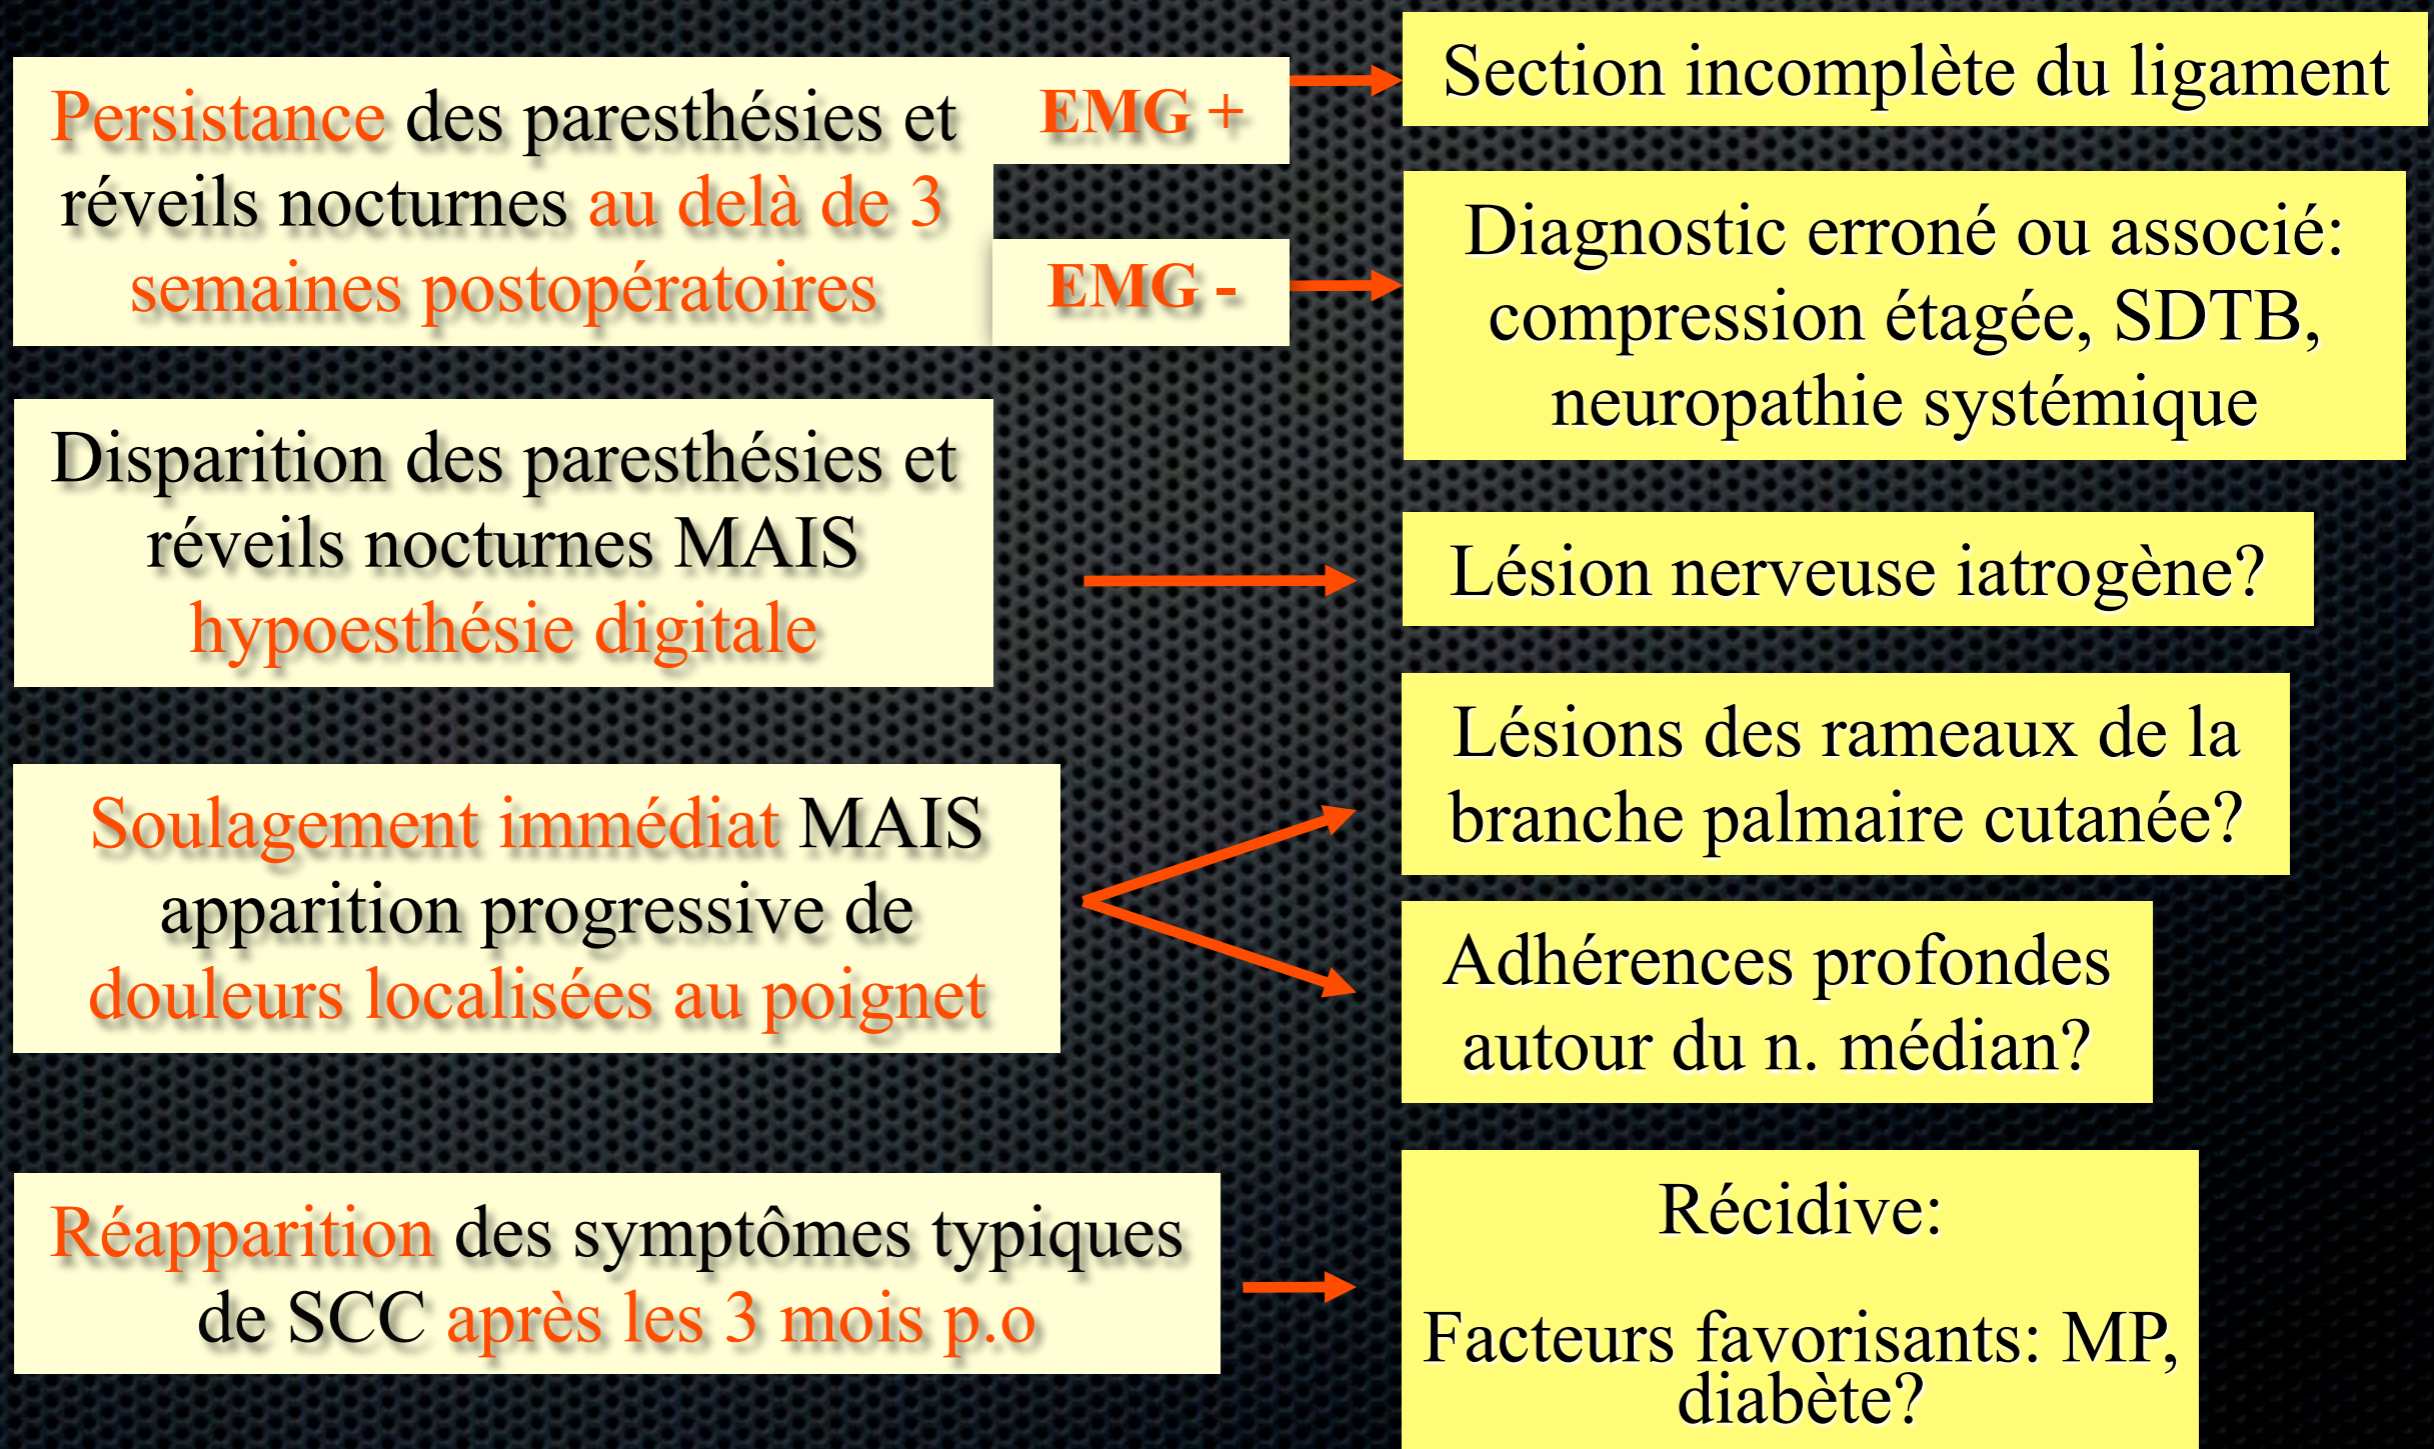 Persistance des paresthésies et
réveils nocturnes au delà de 3
semaines postopératoires
EMG +
Section incomplète du ligament
EMG -
Diagnostic erroné ou associé:
compression étagée, SDTB,
neuropathie systémique
Disparition des paresthésies et
réveils nocturnes MAIS
hypoesthésie digitale
Lésion nerveuse iatrogène?
Soulagement immédiat MAIS
apparition progressive de
douleurs localisées au poignet
Lésions des rameaux de la
branche palmaire cutanée?
Adhérences profondes
autour du n. médian?
Réapparition des symptômes typiques
de SCC après les 3 mois p.o
Récidive:
Facteurs favorisants: MP,
diabète?